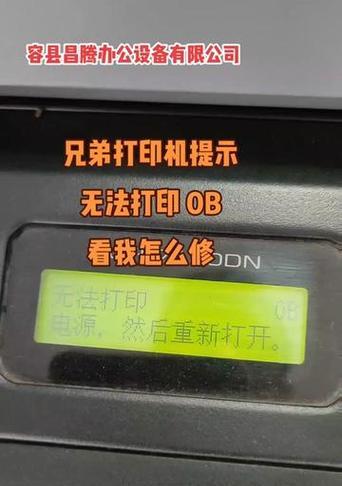 容县昌腾办公设备有限公司
兄弟打印机提示
无法打印 0B
看我怎么修
DDN
无法打印 0B
电源，然后重新打开。